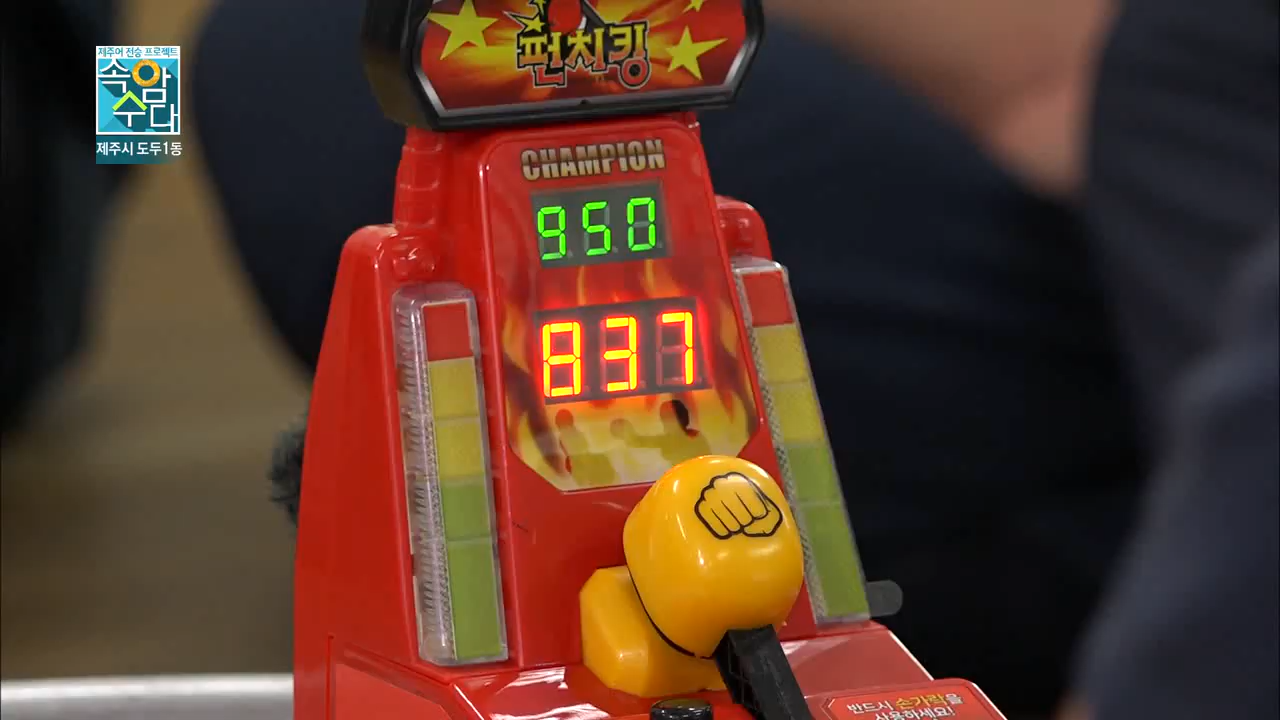 제주어 전승 프로젝트
속암
수다
제주시 도두1동
펀치킹
CHAMPION
950
837
반드시 손가락을
사용하세요!